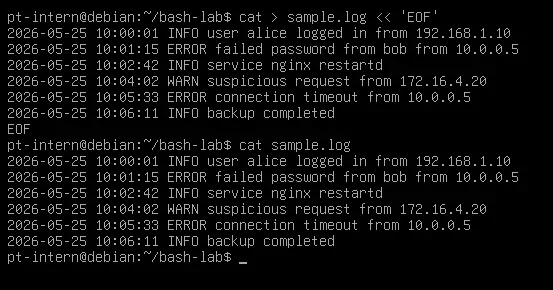 pt-intern@debian:~/bash-lab$ cat > sample.log << 'EOF'
2026-05-25 10:00:01 INFO user alice logged in from 192.168.1.10
2026-05-25 10:01:15 ERROR failed password from bob from 10.0.0.5
2026-05-25 10:02:42 INFO service nginx restartd
2026-05-25 10:04:02 WARN suspicious request from 172.16.4.20
2026-05-25 10:05:33 ERROR connection timeout from 10.0.0.5
2026-05-25 10:06:11 INFO backup completed
EOF
pt-intern@debian:~/bash-lab$ cat sample.log
2026-05-25 10:00:01 INFO user alice logged in from 192.168.1.10
2026-05-25 10:01:15 ERROR failed password from bob from 10.0.0.5
2026-05-25 10:02:42 INFO service nginx restartd
2026-05-25 10:04:02 WARN suspicious request from 172.16.4.20
2026-05-25 10:05:33 ERROR connection timeout from 10.0.0.5
2026-05-25 10:06:11 INFO backup completed
pt-intern@debian:~/bash-lab$ _